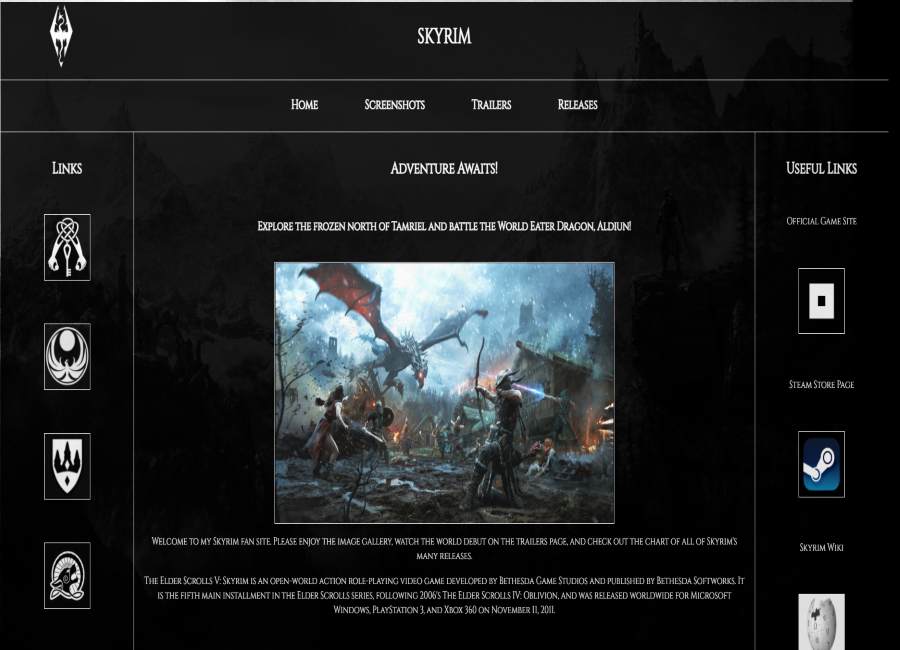 SKYRIM
HOME
SCREENSHOTS
TRAILERS
RELEASES
LINKS
ADVENTURE AWAITS!
EXPLORE THE FROZEN NORTH OF TAMRIEL AND BATTLE THE WORLD EATER DRAGON, ALDIUN!
WELCOME TO MY SKYRIM FAN SITE. PLEASE ENJOY THE IMAGE GALLERY, WATCH THE WORLD DEBUT ON THE TRAILERS PAGE, AND CHECK OUT THE CHART OF ALL OF SKYRIM'S
MANY RELEASES.
THE ELDER SCROLLS V: SKYRIM IS AN OPEN-WORLD ACTION ROLE-PLAYING VIDEO GAME DEVELOPED BY BETHESDA GAME STUDIOS AND PUBLISHED BY BETHESDA SOFTWORKS. IT
IS THE FIFTH MAIN INSTALLMENT IN THE ELDER SCROLLS SERIES, FOLLOWING 2006'S THE ELDER SCROLLS IV: OBLIVION, AND WAS RELEASED WORLDWIDE FOR MICROSOFT
WINDOWS, PLAYSTATION 3, AND XBOX 360 ON NOVEMBER 11, 2011.
USEFUL LINKS
OFFICIAL GAME SITE
STEAM STORE PAGE
SKYRIM WIKI